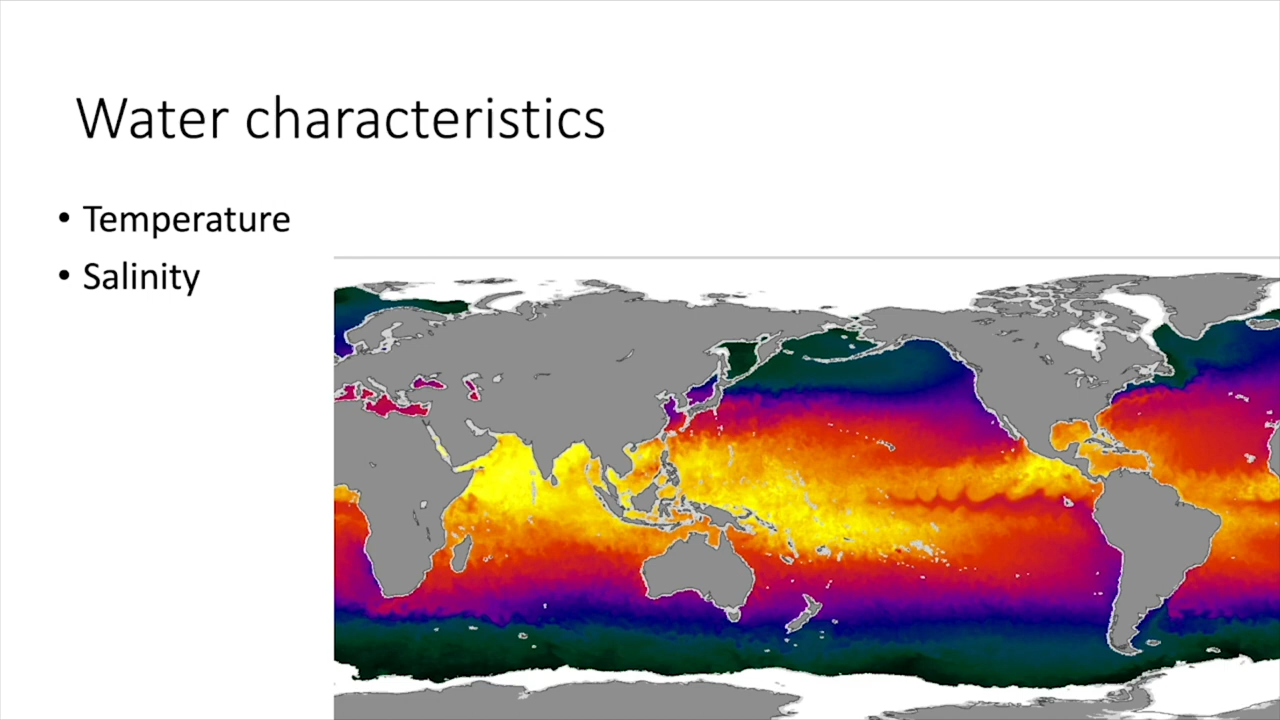 Water characteristics
• Temperature
• Salinity